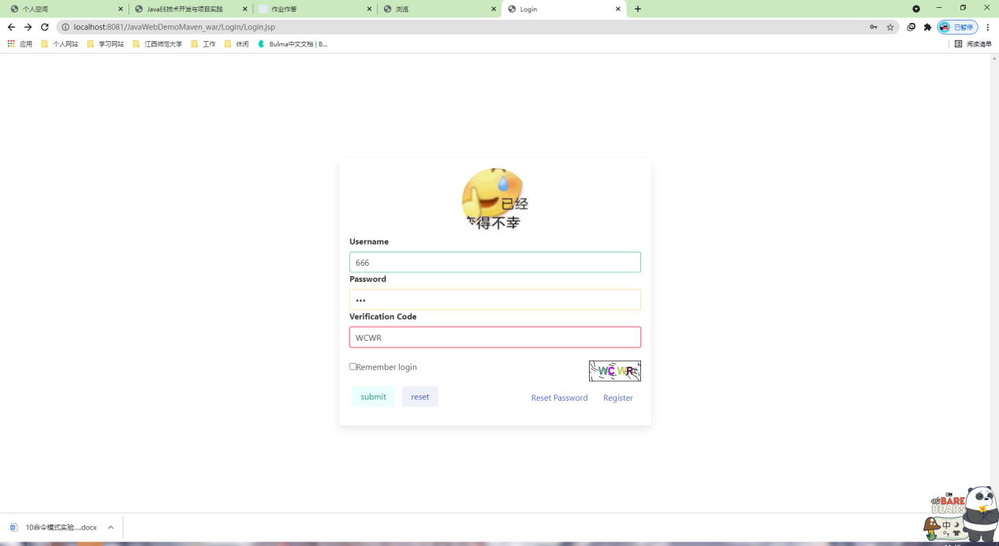 个人空间
JavaEE技术开发与项目实践
作业作答
浏览
Login
localhost:8081/JavaWebDemoMaven_war/Login/Login.jsp
已暂停
应用
个人网站
学习网站
江西师范大学
工作
休闲
Bulma中文文档 | B...
阅读清单
已经
得不幸
Username
666
Password
•••
Verification Code
WCWR
Remember login
WCWR
submit
reset
Reset Password
Register
We BARE
BEARS
中
10命令模式实验....docx